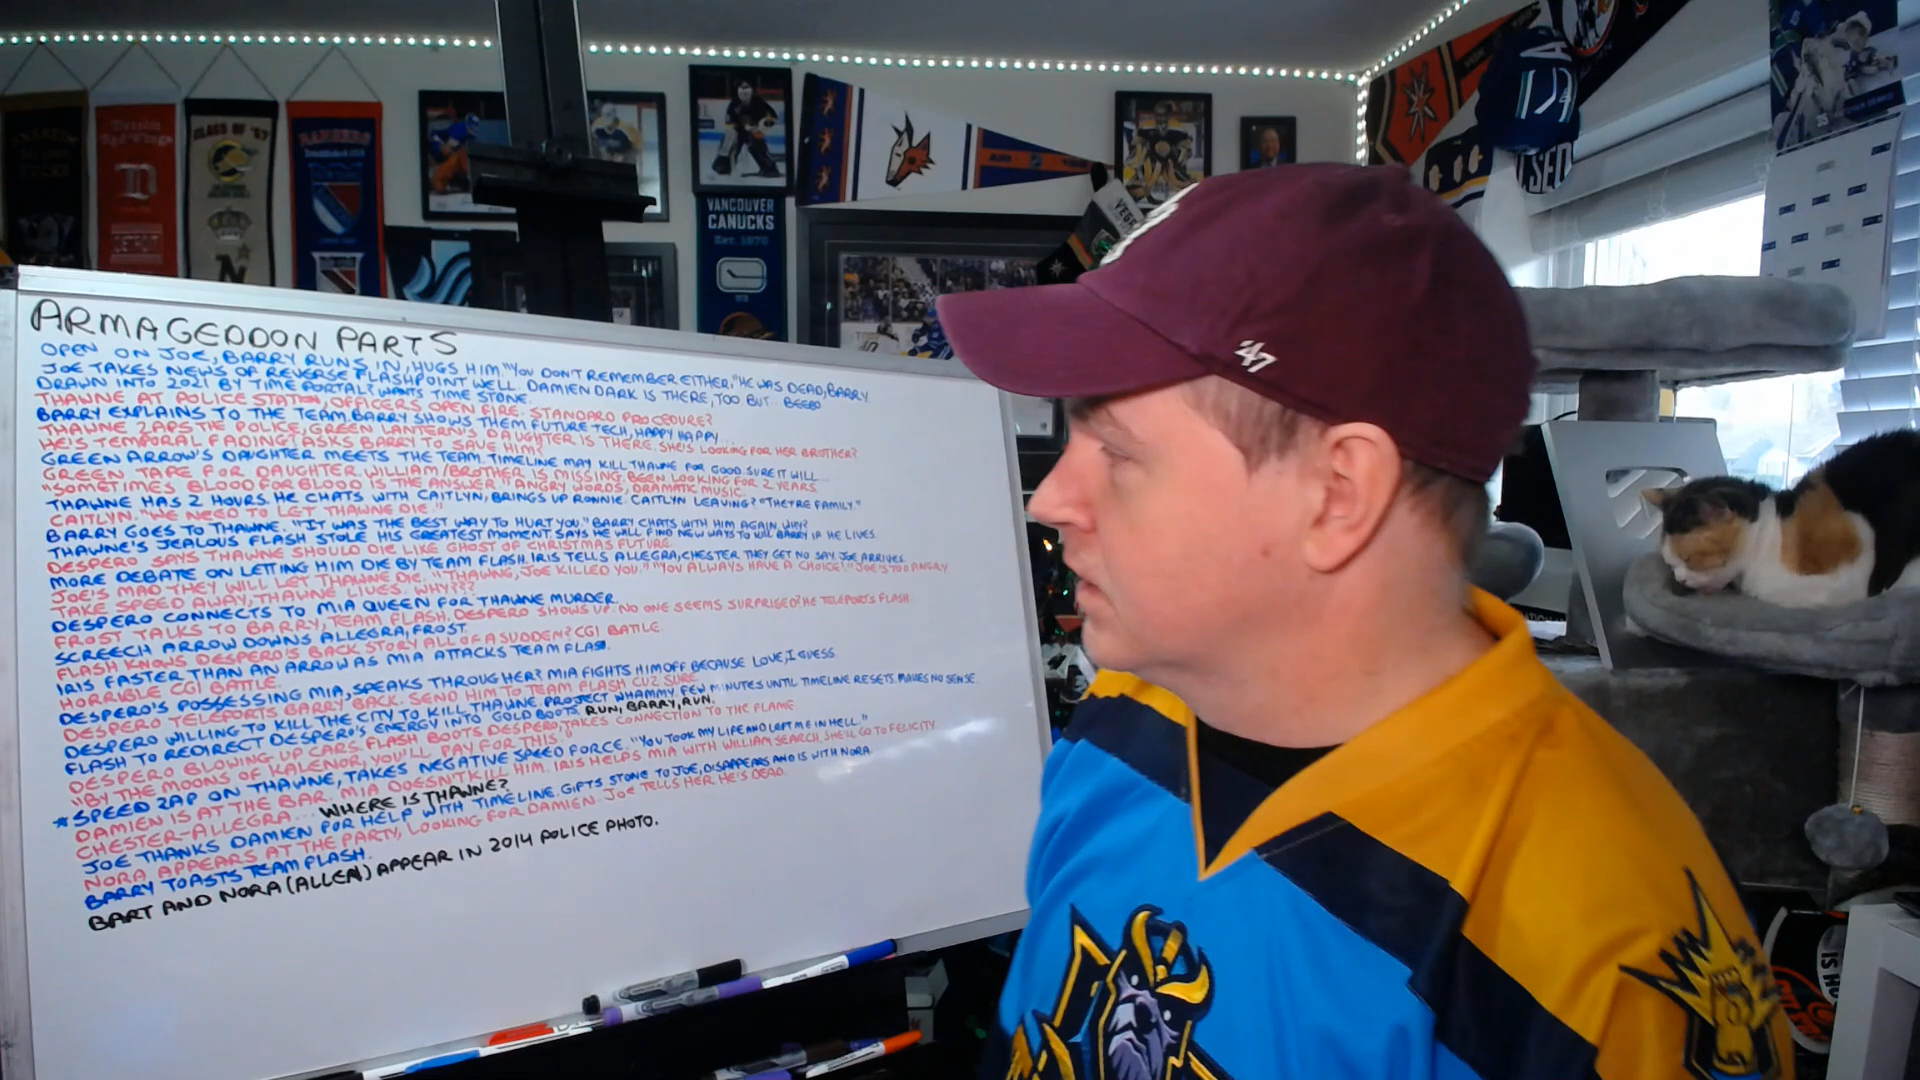 ARMAGEDDON PARTS
OPEN ON JOE, BARRY RUNS IN, HUGS HIM. "YOU DON'T REMEMBER EITHER." HE WAS DEAD, BARRY
JOE TAKES NEWS OF REVERSE FLASHPOINT WELL. DAMIEN DARK IS THERE, TOO BUT... BEEBO
DRAWN INTO 2021 BY TIME PORTAL? WANTS TIME STONE.
THAWNE AT POLICE STATION, OFFICERS OPEN FIRE. STANDARD PROCEDURE?
BARRY EXPLAINS TO THE TEAM. BARRY SHOWS THEM FUTURE TECH, HAPPY HAPPY...
THAWNE ZAPS THE POLICE, GREEN LANTERN'S DAUGHTER IS THERE. SHE'S LOOKING FOR HER BROTHER?
HE'S TEMPORAL FADING? ASKS BARRY TO SAVE HIM?
GREEN ARROW'S DAUGHTER MEETS THE TEAM. TIMELINE MAY KILL THAWNE FOR GOOD. SURE IT WILL...
GREEN TAPE FOR DAUGHTER. WILLIAM/BROTHER IS MISSING. BEEN LOOKING FOR 2 YEARS
"SOMETIMES BLOOD FOR BLOOD IS THE ANSWER." ANGRY WORDS, DRAMATIC MUSIC.
THAWNE HAS 2 HOURS. HE CHATS WITH CAITLYN, BRINGS UP RONNIE. CAITLYN LEAVING? "THEY'RE FAMILY."
CAITLYN. "WE NEED TO LET THAWNE DIE."
BARRY GOES TO THAWNE. "IT WAS THE BEST WAY TO HURT YOU." BARRY CHATS WITH HIM AGAIN. WHY?
THAWNE'S JEALOUS FLASH STOLE HIS GREATEST MOMENT. SAYS HE WILL FIND NEW WAYS TO KILL BARRY IF HE LIVES.
DESPERO SAYS THAWNE SHOULD DIE LIKE GHOST OF CHRISTMAS FUTURE.
MORE DEBATE ON LETTING HIM DIE BY TEAM FLASH. IRIS TELLS ALLEGRA, CHESTER THEY GET NO SAY. JOE ARRIVES.
JOE'S MAD THEY WILL LET THAWNE DIE. "THAWNE, JOE KILLED YOU." "YOU ALWAYS HAVE A CHOICE!" JOE'S TOO ANGRY
TAKE SPEED AWAY, THAWNE LIVES. WHY???
DESPERO CONNECTS TO MIA QUEEN FOR THAWNE MURDER.
FROST TALKS TO BARRY, TEAM FLASH. DESPERO SHOWS UP. NO ONE SEEMS SURPRISED? HE TELEPORTS FLASH
SCREECH ARROW DOWNS ALLEGRA, FROST.
FLASH KNOWS DESPERO'S BACK STORY ALL OF A SUDDEN? CGI BATTLE
IRIS FASTER THAN AN ARROW AS MIA ATTACKS TEAM FLASH.
HORRIBLE CGI BATTLE.
DESPERO'S POSSESSING MIA, SPEAKS THROUGH HER? MIA FIGHTS HIM OFF BECAUSE LOVE, I GUESS
DESPERO TELEPORTS BARRY BACK. SEND HIM TO TEAM FLASH CUZ SURE
DESPERO WILLING TO KILL THE CITY TO KILL THAWNE. PROJECT WHAMMY. FEW MINUTES UNTIL TIMELINE RESETS. MAKES NO SENSE
FLASH TO REDIRECT DESPERO'S ENERGY INTO GOLD BOOTS. RUN, BARRY, RUN.
DESPERO BLOWING UP CARS. FLASH BOOTS DESPERO, TAKES CONNECTION TO THE FLAME
"BY THE MOONS OF KALENOR, YOU'LL PAY FOR THIS."
*SPEED ZAP ON THAWNE, TAKES NEGATIVE SPEED FORCE. "YOU TOOK MY LIFE AND LEFT ME IN HELL."
DAMIEN IS AT THE BAR. MIA DOESN'T KILL HIM. IRIS HELPS MIA WITH WILLIAM SEARCH. SHE'LL GO TO FELICITY
CHESTER-ALLEGRA... WHERE IS THAWNE?
JOE THANKS DAMIEN FOR HELP WITH TIMELINE. GIFTS STONE TO JOE, DISAPPEARS AND IS WITH NORA
NORA APPEARS AT THE PARTY, LOOKING FOR DAMIEN. JOE TELLS HER HE'S DEAD
BARRY TOASTS TEAM FLASH.
BART AND NORA (ALLEN) APPEAR IN 2014 POLICE PHOTO.
Detroit Red Wings
D
CLASS OF '67
N
RANGERS
VANCOUVER CANUCKS
Est. 1970
'47